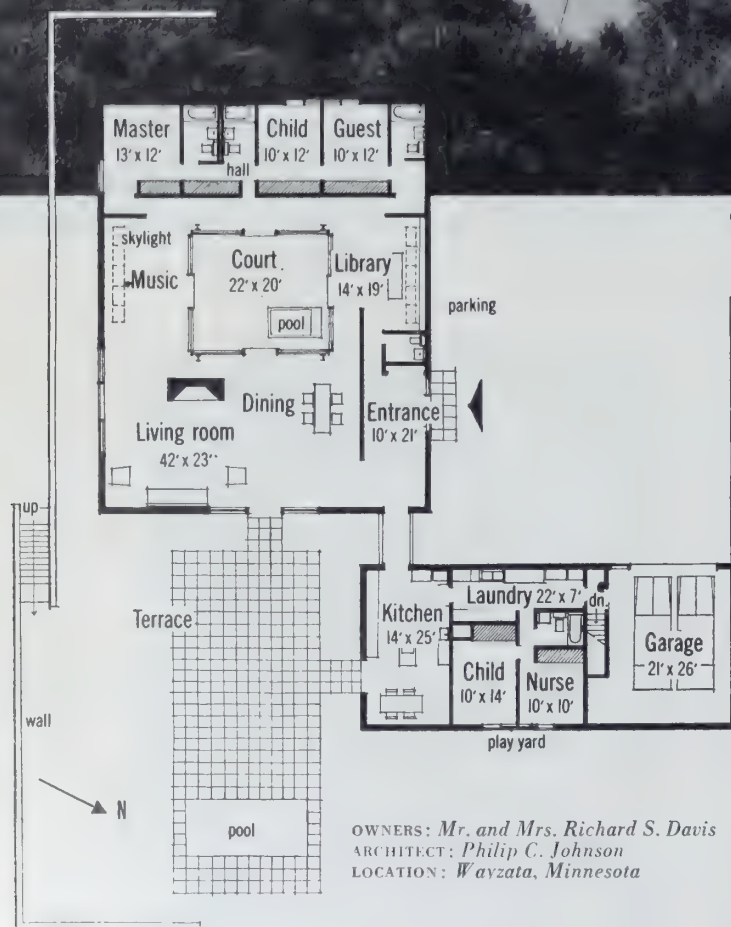 Master
13' x 12'
Child
10' x 12'
Guest
10' x 12'
hall
skylight
Music
Court
22' x 20'
Library
14' x 19'
pool
parking
Dining
Entrance
10' x 21'
Living room
42' x 23''
up
Terrace
Kitchen
14' x 25'
Laundry 22' x 7'
dn.
Garage
21' x 26'
Child
10' x 14'
Nurse
10' x 10'
wall
play yard
N
pool
OWNERS: Mr. and Mrs. Richard S. Davis
ARCHITECT: Philip C. Johnson
LOCATION: Wayzata, Minnesota